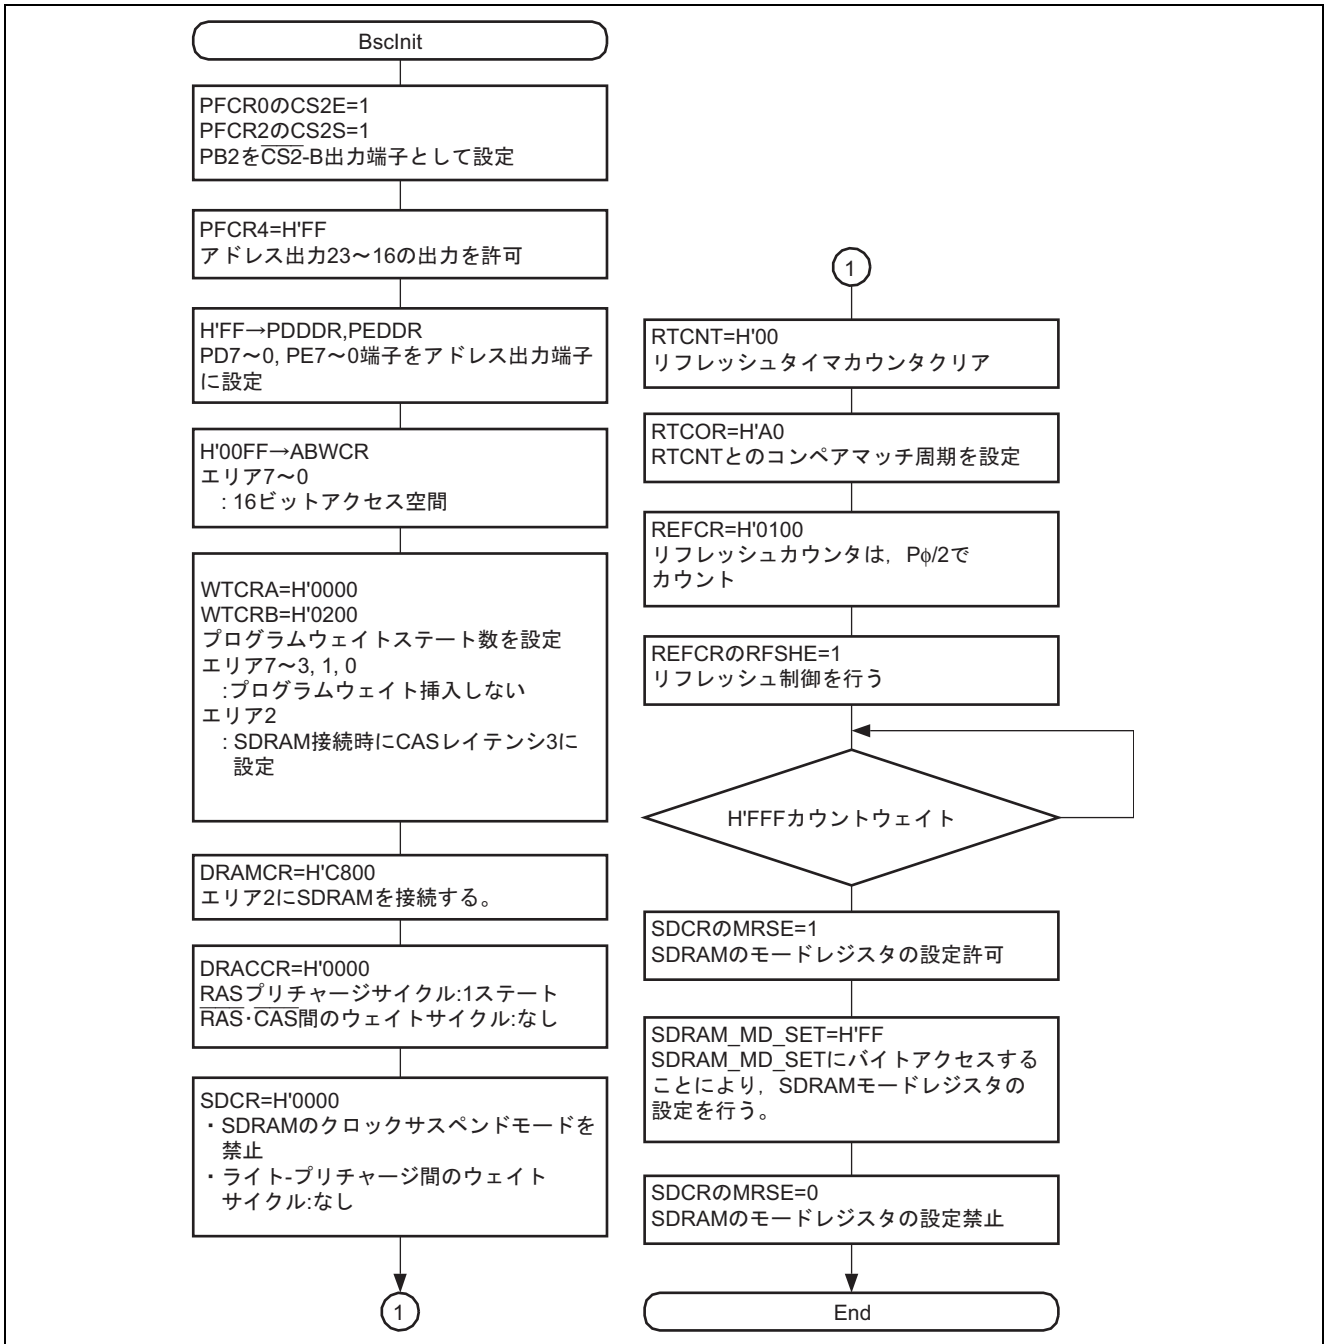 BscInit
PFCR0のCS2E=1
PFCR2のCS2S=1
PB2をCS2-B出力端子として設定
PFCR4=H'FF
アドレス出力23～16の出力を許可
H'FF→PDDDR,PEDDR
PD7～0, PE7～0端子をアドレス出力端子
に設定
H'00FF→ABWCR
エリア7～0
: 16ビットアクセス空間
WTCRA=H'0000
WTCRB=H'0200
プログラムウェイトステート数を設定
エリア7～3, 1, 0
:プログラムウェイト挿入しない
エリア2
: SDRAM接続時にCASレイテンシ3に
設定
DRAMCR=H'C800
エリア2にSDRAMを接続する。
DRACCR=H'0000
RASプリチャージサイクル:1ステート
RAS･CAS間のウェイトサイクル:なし
SDCR=H'0000
・SDRAMのクロックサスペンドモードを
禁止
・ライト-プリチャージ間のウェイト
サイクル:なし
1
1
RTCNT=H'00
リフレッシュタイマカウンタクリア
RTCOR=H'A0
RTCNTとのコンペアマッチ周期を設定
REFCR=H'0100
リフレッシュカウンタは，Pφ/2で
カウント
REFCRのRFSHE=1
リフレッシュ制御を行う
H'FFFカウントウェイト
SDCRのMRSE=1
SDRAMのモードレジスタの設定許可
SDRAM_MD_SET=H'FF
SDRAM_MD_SETにバイトアクセスする
ことにより，SDRAMモードレジスタの
設定を行う。
SDCRのMRSE=0
SDRAMのモードレジスタの設定禁止
End